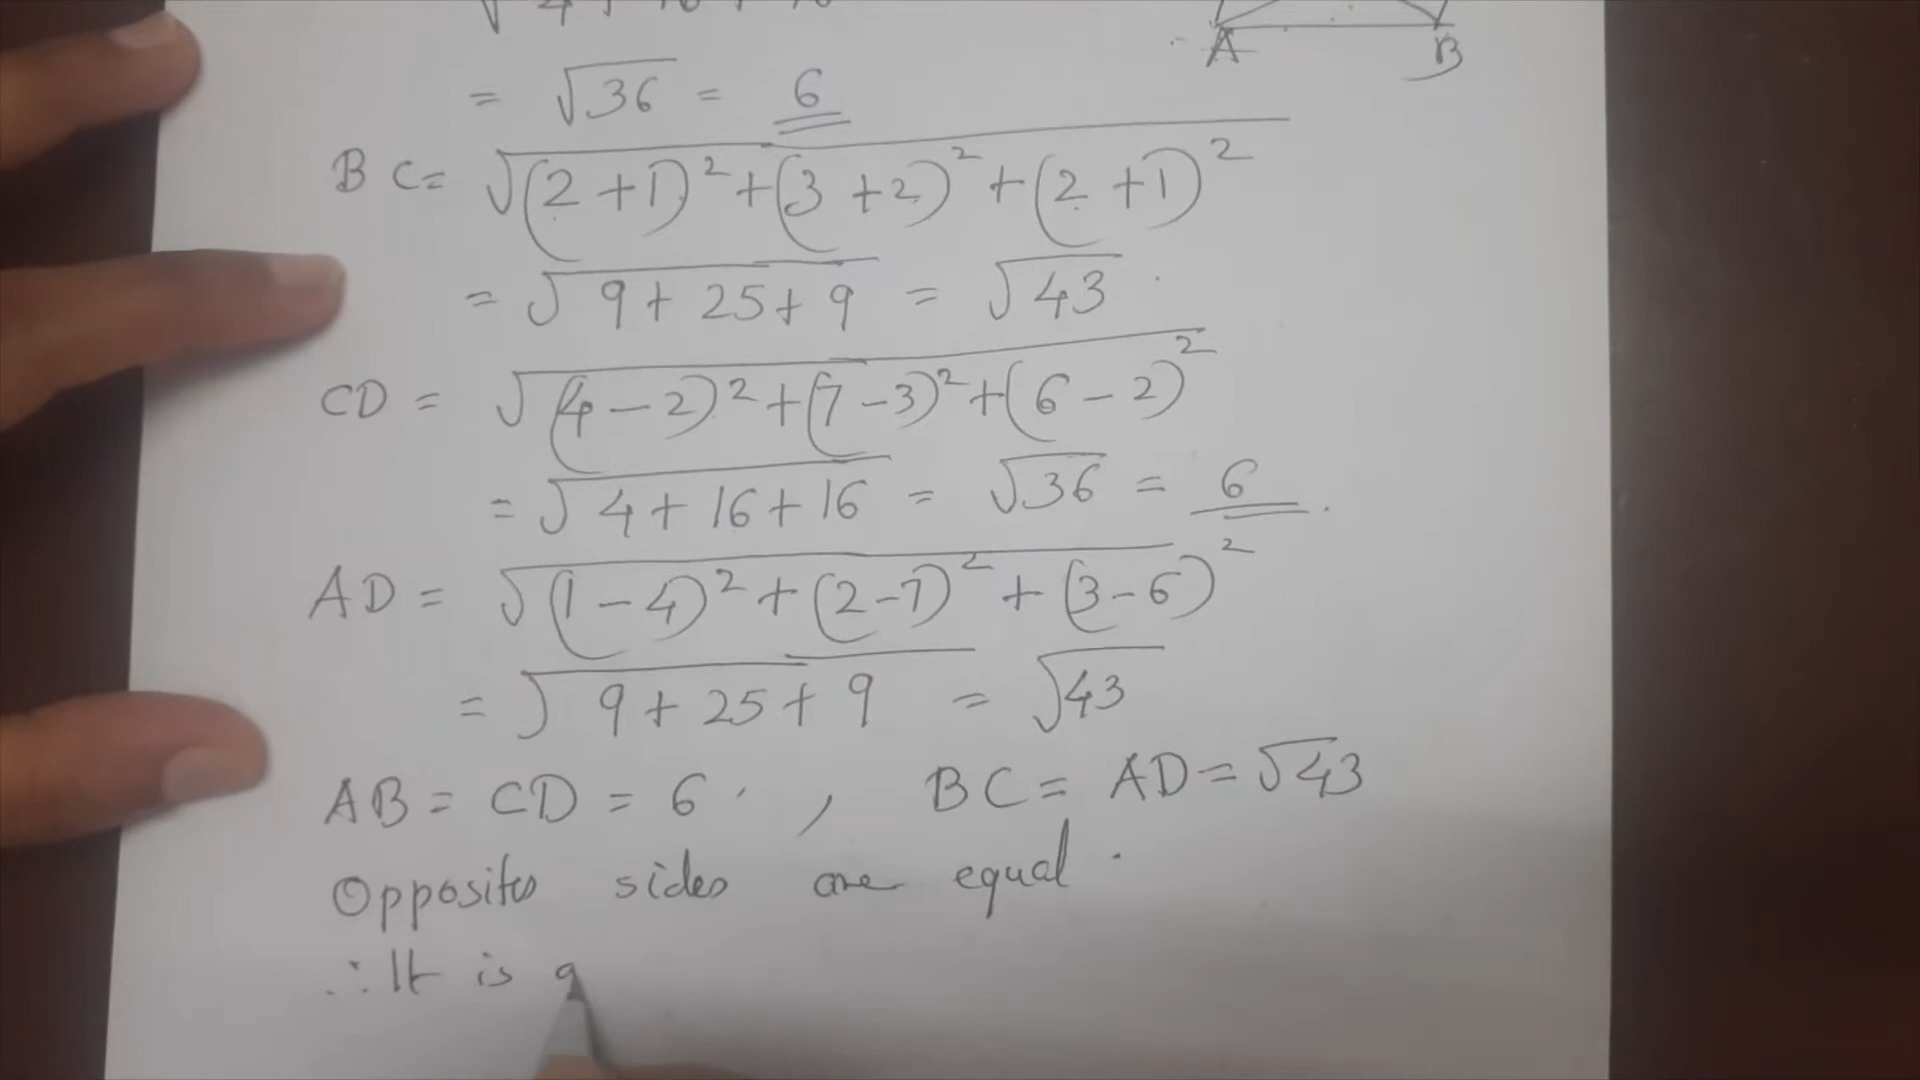 A B
= √36 = 6
BC = √(2+1)²+(3+2)²+(2+1)²
= √9+25+9 = √43
CD = √(4-2)²+(7-3)²+(6-2)²
= √4+16+16 = √36 = 6
AD = √(1-4)²+(2-7)²+(3-6)²
= √9+25+9 = √43
AB = CD = 6 , BC = AD = √43
Opposites sides are equal.
∴ It is a